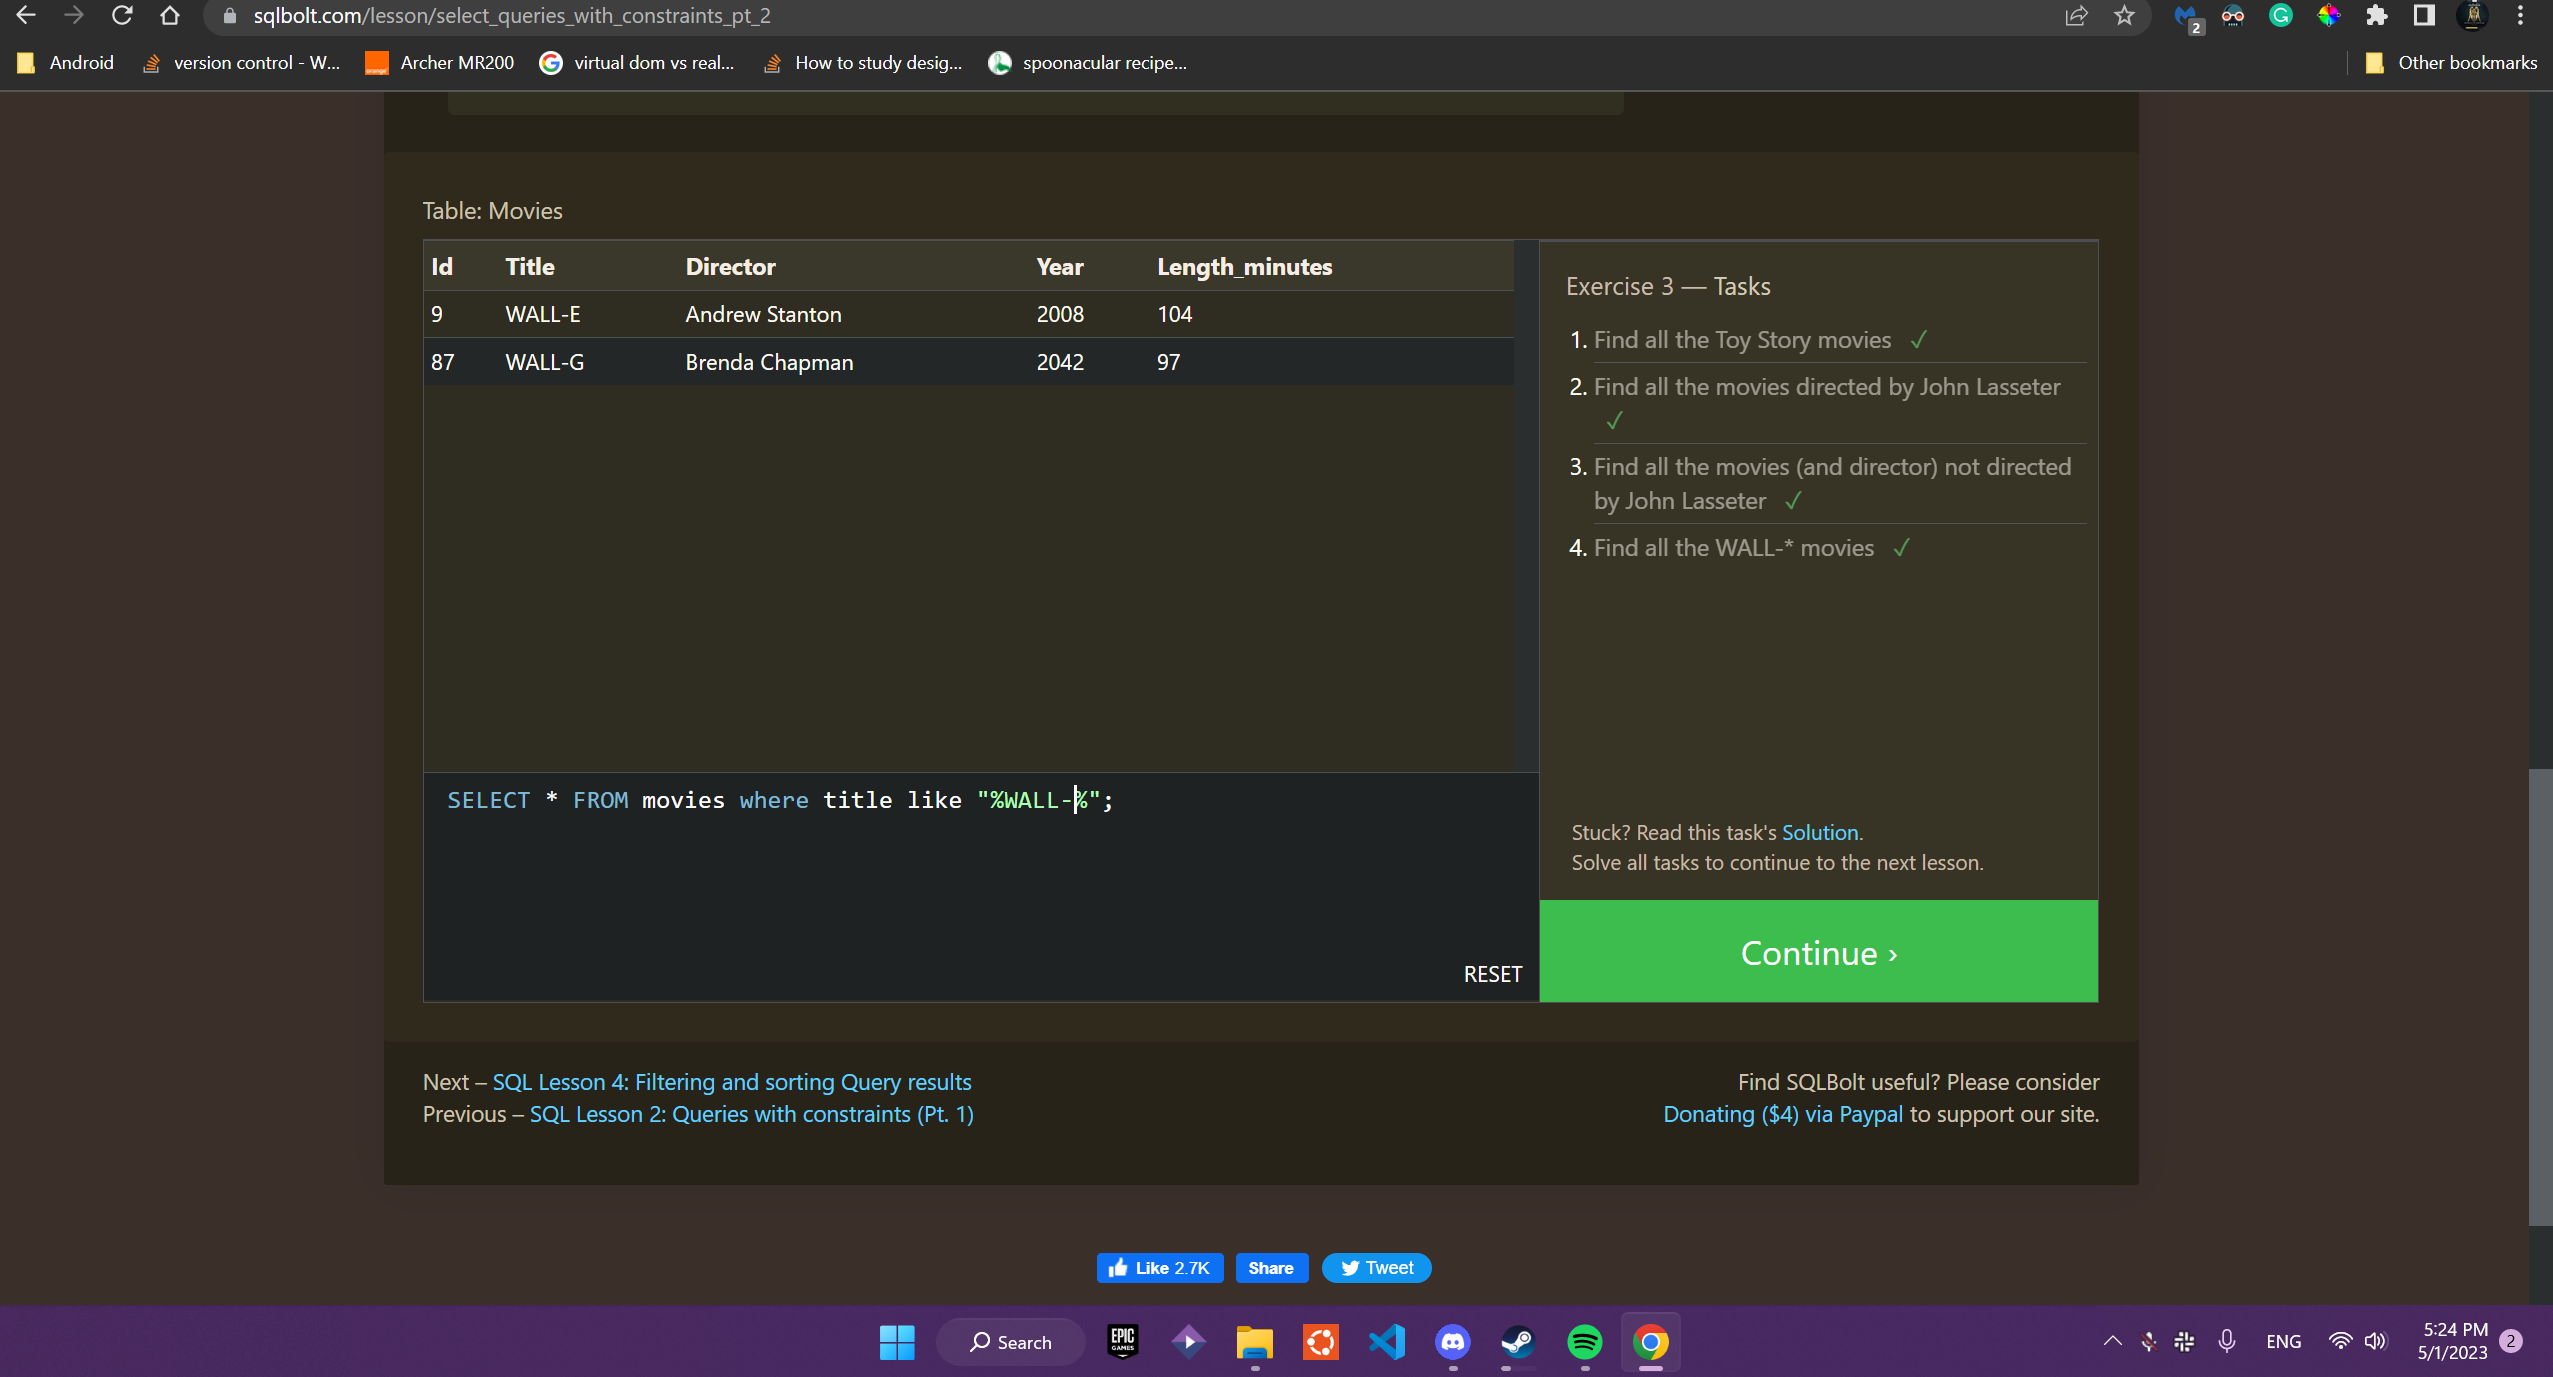 sqlbolt.com/lesson/select_queries_with_constraints_pt_2
2
Android
version control - W...
Archer MR200
virtual dom vs real...
How to study desig...
spoonacular recipe...
Other bookmarks
Table: Movies
Id Title Director Year Length_minutes
9 WALL-E Andrew Stanton 2008 104
87 WALL-G Brenda Chapman 2042 97
SELECT * FROM movies where title like "%WALL-%";
RESET
Exercise 3 — Tasks
1. Find all the Toy Story movies ✓
2. Find all the movies directed by John Lasseter
✓
3. Find all the movies (and director) not directed
by John Lasseter ✓
4. Find all the WALL-* movies ✓
Stuck? Read this task's Solution.
Solve all tasks to continue to the next lesson.
Continue ›
Next – SQL Lesson 4: Filtering and sorting Query results
Previous – SQL Lesson 2: Queries with constraints (Pt. 1)
Find SQLBolt useful? Please consider
Donating ($4) via Paypal to support our site.
Like 2.7K
Share
Tweet
Search
EPIC
GAMES
ENG
5:24 PM
5/1/2023
2